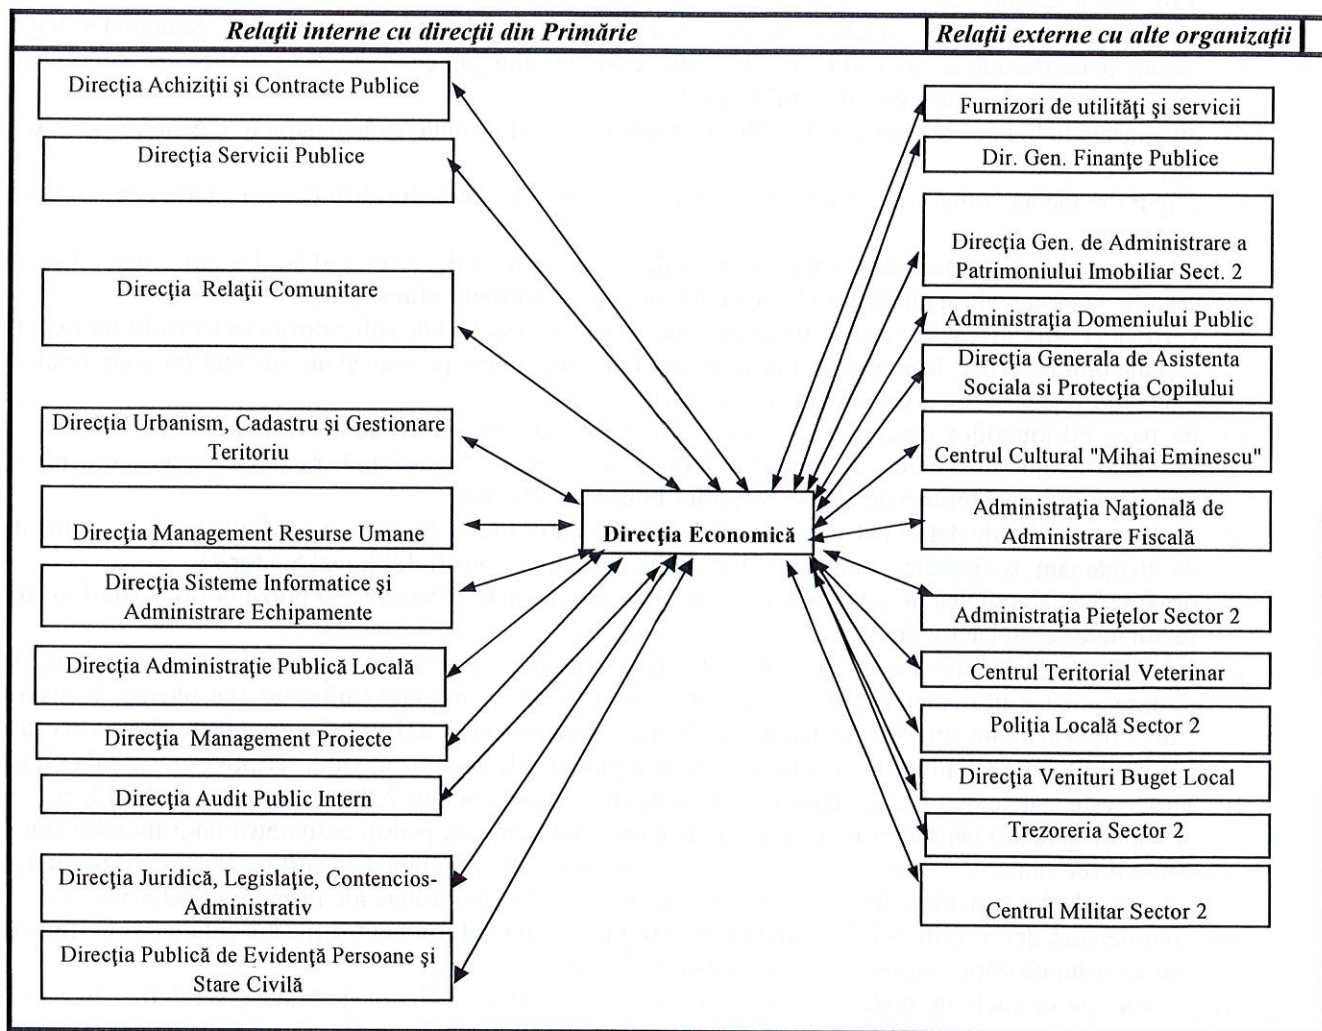 Relații interne cu direcții din Primărie
Relații externe cu alte organizații
Direcţia Achiziţii şi Contracte Publice
Direcţia Servicii Publice
Direcţia  Relaţii Comunitare
Direcţia Urbanism, Cadastru şi Gestionare
Teritoriu
Direcţia Management Resurse Umane
Direcţia Sisteme Informatice şi
Administrare Echipamente
Direcţia Administraţie Publică Locală
Direcţia  Management Proiecte
Direcţia Audit Public Intern
Direcţia Juridică, Legislaţie, Contencios-
Administrativ
Direcţia Publică de Evidenţă Persoane şi
Stare Civilă
Direcţia Economică
Furnizori de utilităţi şi servicii
Dir. Gen. Finanţe Publice
Direcţia Gen. de Administrare a
Patrimoniului Imobiliar Sect. 2
Administraţia Domeniului Public
Direcţia Generala de Asistenta
Sociala si Protecţia Copilului
Centrul Cultural "Mihai Eminescu"
Administraţia Naţională de
Administrare Fiscală
Administraţia Pieţelor Sector 2
Centrul Teritorial Veterinar
Poliţia Locală Sector 2
Direcţia Venituri Buget Local
Trezoreria Sector 2
Centrul Militar Sector 2